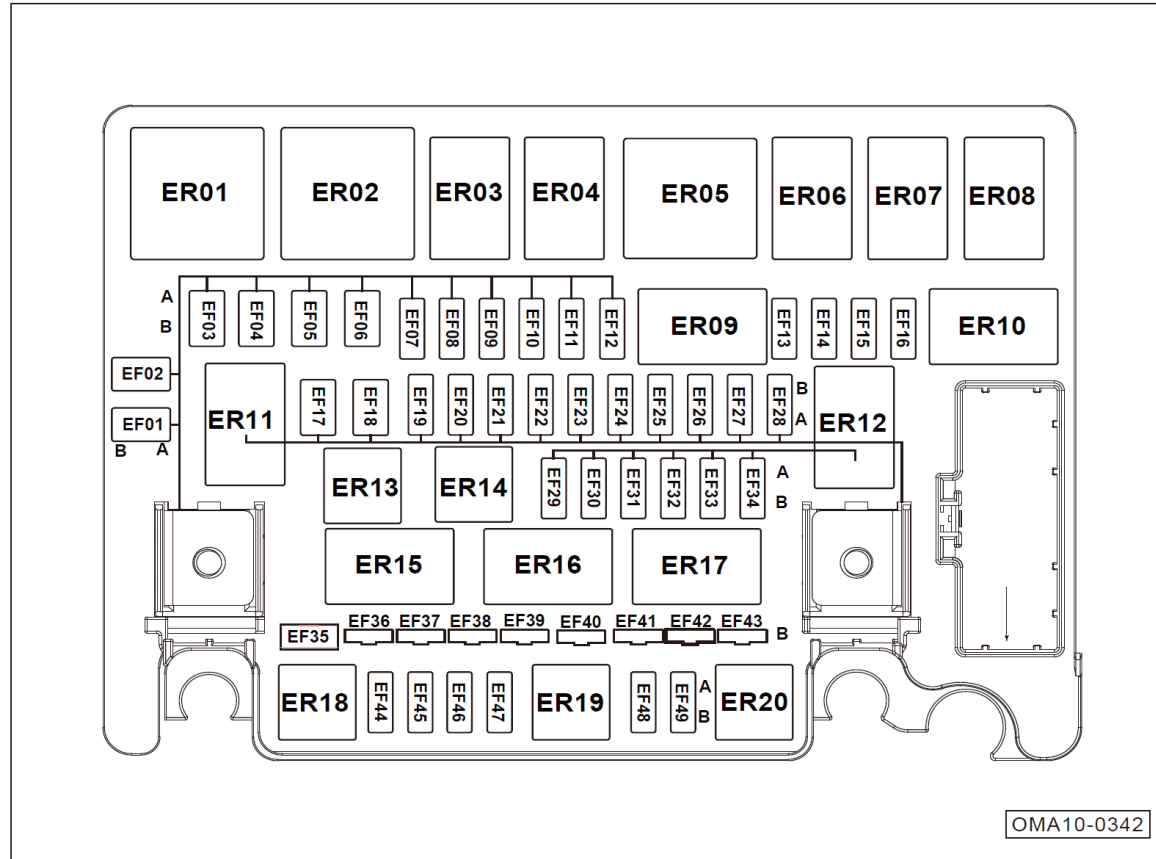 ER01 ER02 ER03 ER04 ER05 ER06 ER07 ER08
A
B
EF03 EF04 EF05 EF06 EF07 EF08 EF09 EF10 EF11 EF12 ER09 EF13 EF14 EF15 EF16 ER10
EF02
EF01
B A
ER11 EF17 EF18 EF19 EF20 EF21 EF22 EF23 EF24 EF25 EF26 EF27 EF28 B A ER12
ER13 ER14 EF29 EF30 EF31 EF32 EF33 EF34 A B
ER15 ER16 ER17
EF35 EF36 EF37 EF38 EF39 EF40 EF41 EF42 EF43 B
ER18 EF44 EF45 EF46 EF47 ER19 EF48 EF49 A B ER20
OMA10-0342